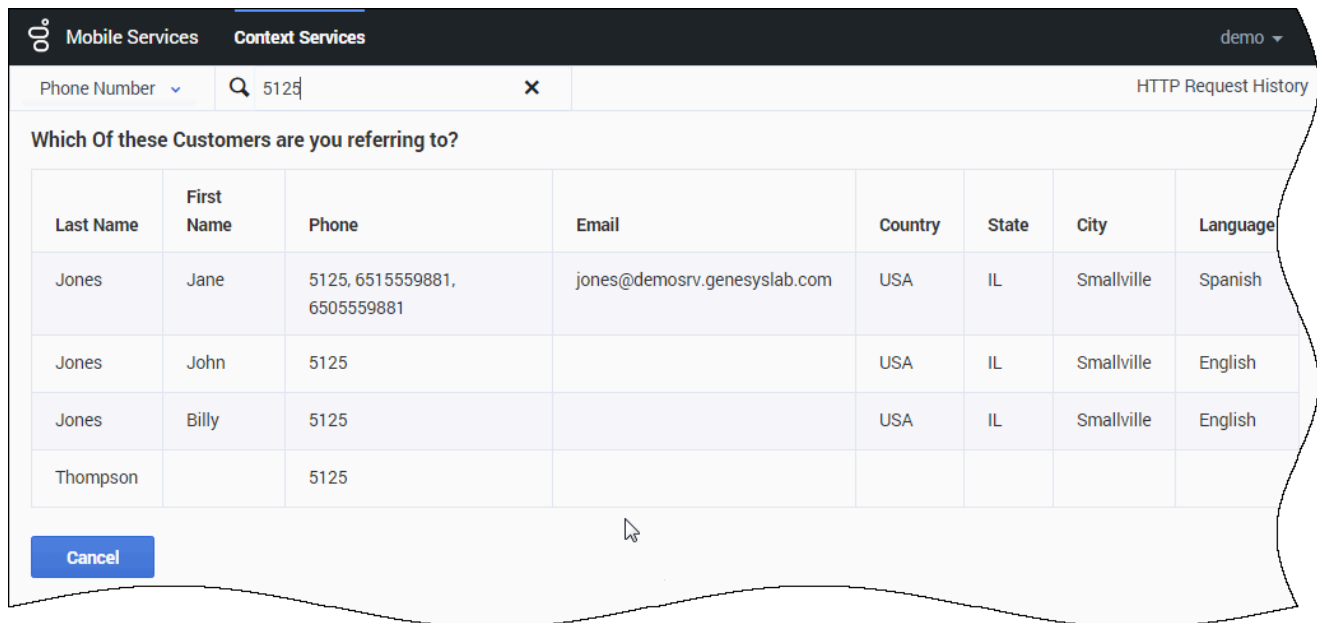 Mobile Services Context Services demo
Phone Number 5125 HTTP Request History
Which Of these Customers are you referring to?
Last Name First Name Phone Email Country State City Language
Jones Jane 5125, 6515559881, jones@demosrv.genesyslab.com USA IL Smallville Spanish
6505559881
Jones John 5125 USA IL Smallville English
Jones Billy 5125 USA IL Smallville English
Thompson 5125
Cancel